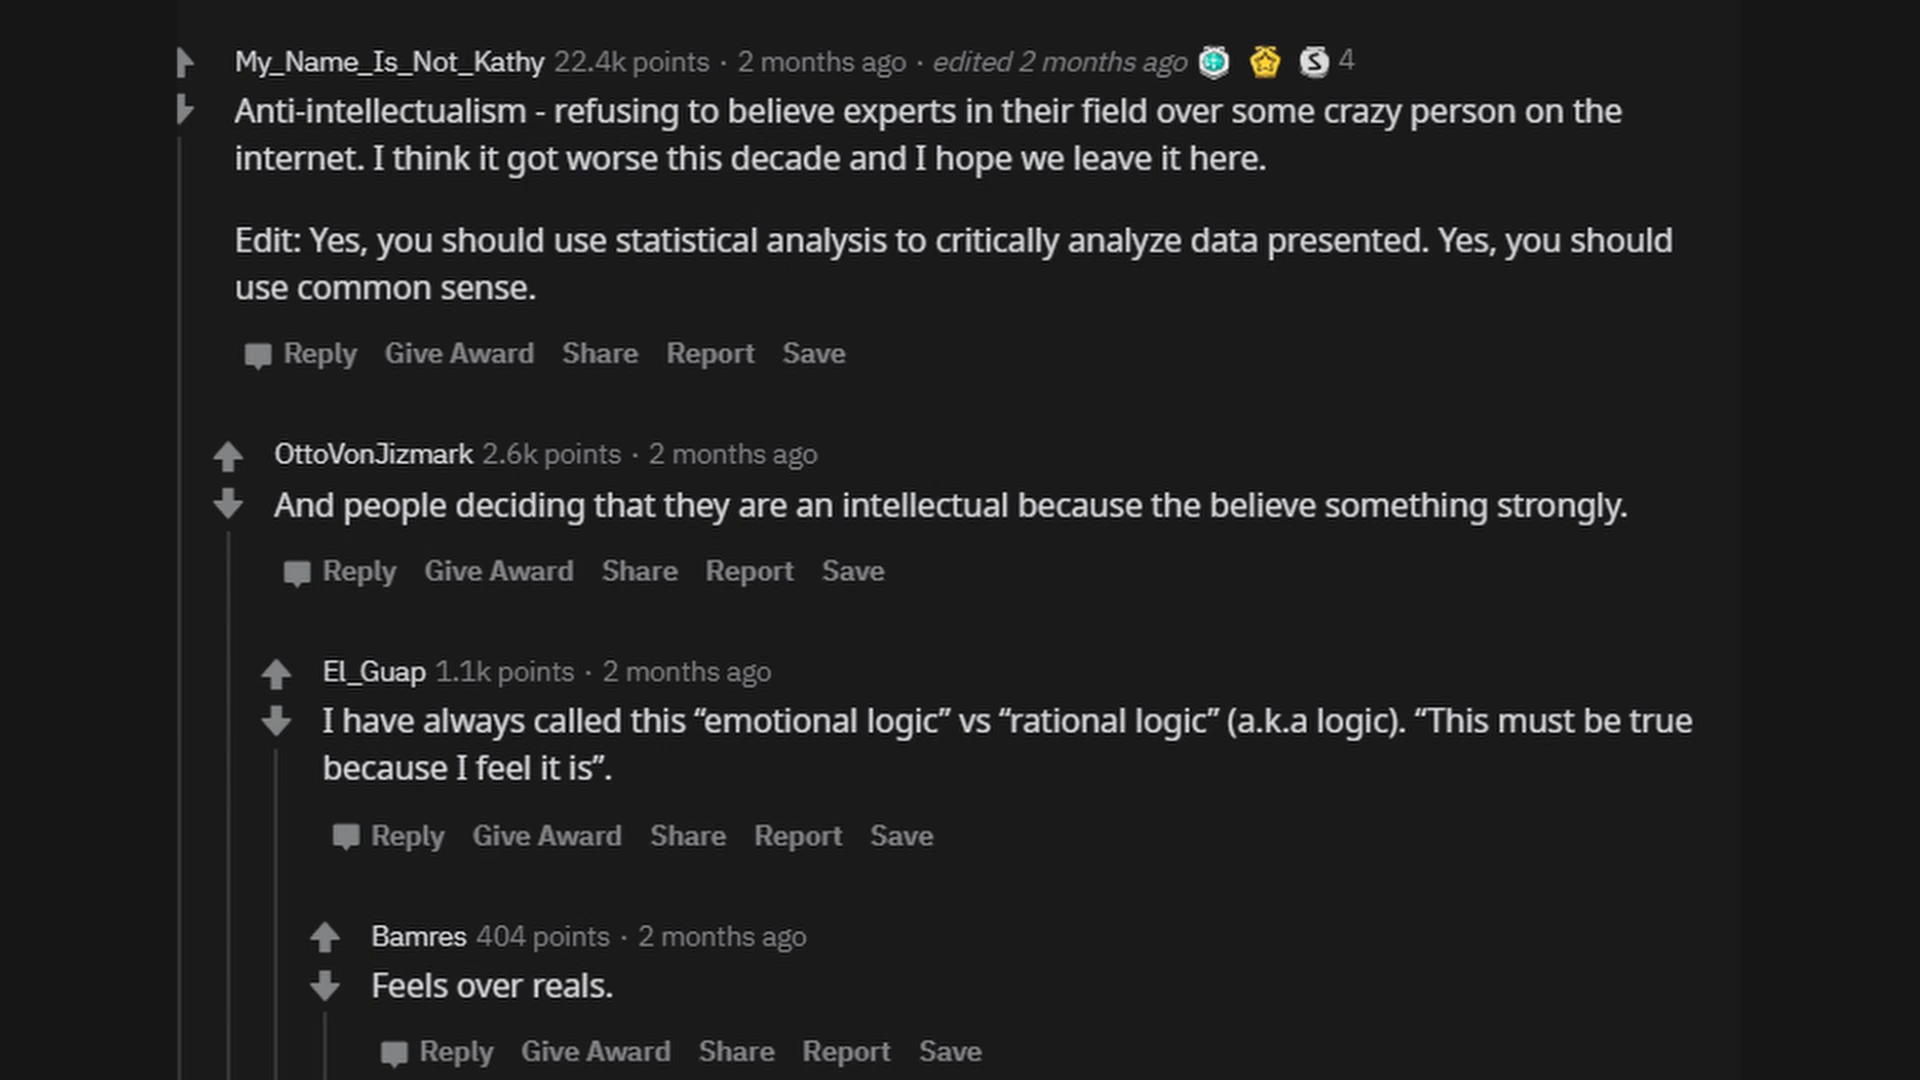 My_Name_Is_Not_Kathy 22.4k points · 2 months ago · edited 2 months ago 4
Anti-intellectualism - refusing to believe experts in their field over some crazy person on the
internet. I think it got worse this decade and I hope we leave it here.
Edit: Yes, you should use statistical analysis to critically analyze data presented. Yes, you should
use common sense.
Reply Give Award Share Report Save
OttoVonJizmark 2.6k points · 2 months ago
And people deciding that they are an intellectual because the believe something strongly.
Reply Give Award Share Report Save
El_Guap 1.1k points · 2 months ago
I have always called this “emotional logic” vs “rational logic” (a.k.a logic). “This must be true
because I feel it is”.
Reply Give Award Share Report Save
Bamres 404 points · 2 months ago
Feels over reals.
Reply Give Award Share Report Save